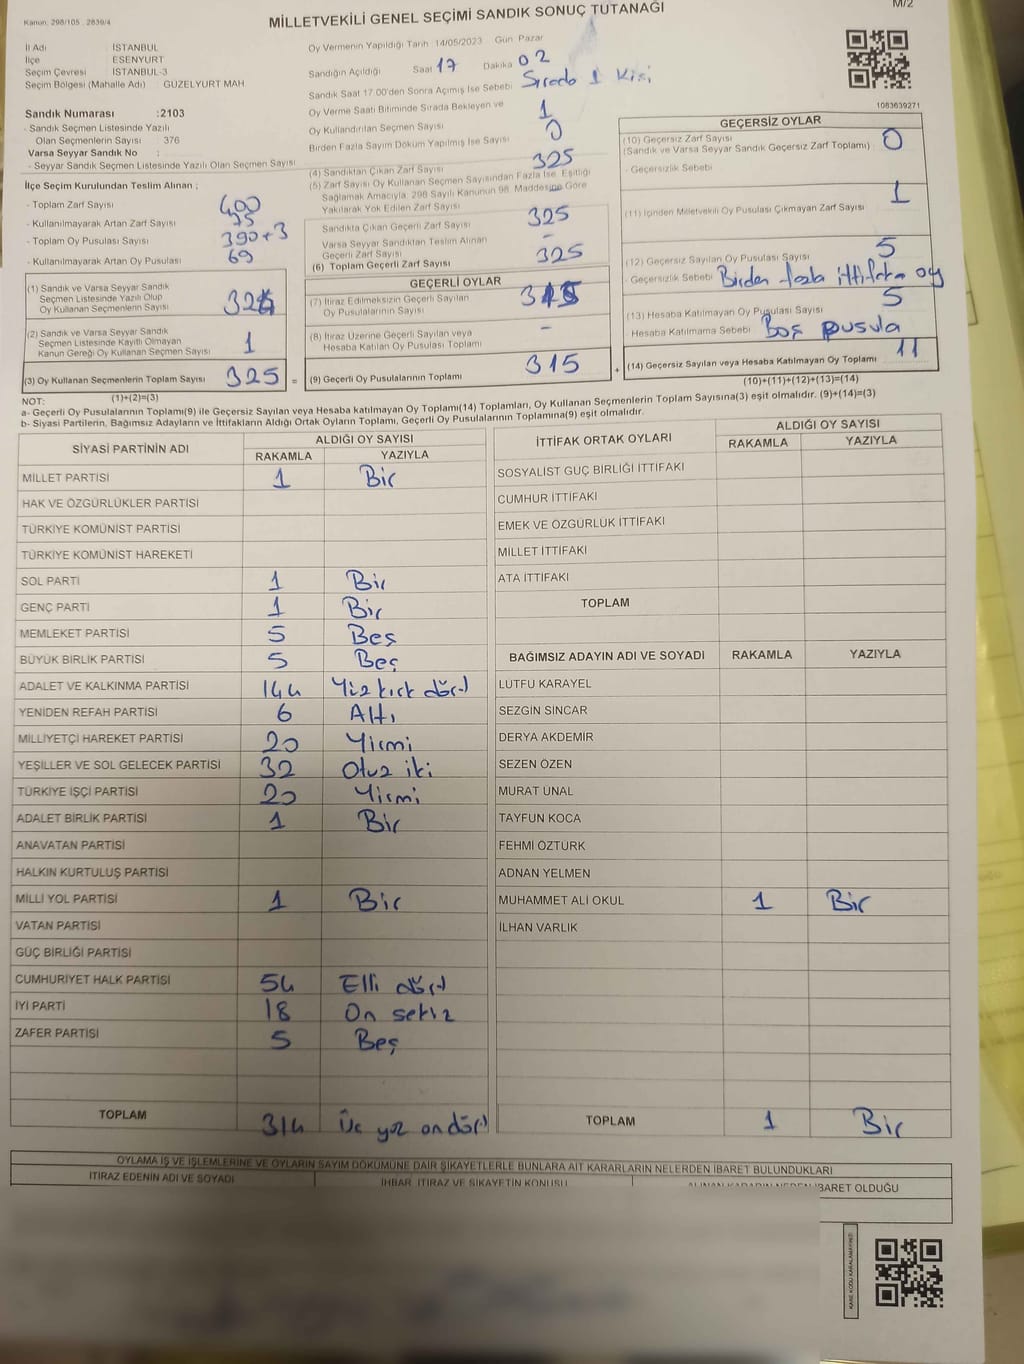 M/2
Kanun: 298/105 . 2839/4
MİLLETVEKİLİ GENEL SEÇİMİ SANDIK SONUÇ TUTANAĞI
İl Adı İSTANBUL
İlçe ESENYURT
Seçim Çevresi İSTANBUL-3
Seçim Bölgesi (Mahalle Adı) GÜZELYURT MAH
Sandık Numarası :2103
- Sandık Seçmen Listesinde Yazılı
Olan Seçmenlerin Sayısı : 376
Varsa Seyyar Sandık No :
- Seyyar Sandık Seçmen Listesinde Yazılı Olan Seçmen Sayısı
İlçe Seçim Kurulundan Teslim Alınan ;
- Toplam Zarf Sayısı 400
- Kullanılmayarak Artan Zarf Sayısı 75
- Toplam Oy Pusulası Sayısı 390+3
- Kullanılmayarak Artan Oy Pusulası 69
(1) Sandık ve Varsa Seyyar Sandık
Seçmen Listesinde Yazılı Olup
Oy Kullanan Seçmenlerin Sayısı 324
(2) Sandık ve Varsa Seyyar Sandık
Seçmen Listesinde Kayıtlı Olmayan
Kanun Gereği Oy Kullanan Seçmen Sayısı 1
(3) Oy Kullanan Seçmenlerin Toplam Sayısı 325 =
(1)+(2)=(3)
Oy Vermenin Yapıldığı Tarih :14/05/2023 Gün: Pazar
Sandığın Açıldığı Saat 17 Dakika 02
Sandık Saat 17.00'den Sonra Açılmış İse Sebebi Sırada 1 Kişi
Oy Verme Saati Bitiminde Sırada Bekleyen ve
Oy Kullandırılan Seçmen Sayısı 1
Birden Fazla Sayım Döküm Yapılmış İse Sayısı 0
(4) Sandıktan Çıkan Zarf Sayısı 325
(5) Zarf Sayısı Oy Kullanan Seçmen Sayısından Fazla İse, Eşitliği
Sağlamak Amacıyla, 298 Sayılı Kanunun 98. Maddesine Göre
Yakılarak Yok Edilen Zarf Sayısı
Sandıkta Çıkan Geçerli Zarf Sayısı 325
Varsa Seyyar Sandıktan Teslim Alınan
Geçerli Zarf Sayısı -
(6) Toplam Geçerli Zarf Sayısı 325
GEÇERLİ OYLAR
(7) İtiraz Edilmeksizin Geçerli Sayılan
Oy Pusulalarının Sayısı 315
(8) İtiraz Üzerine Geçerli Sayılan veya
Hesaba Katılan Oy Pusulası Toplamı -
(9) Geçerli Oy Pusulalarının Toplamı 315 +
1083639271
GEÇERSİZ OYLAR
(10) Geçersiz Zarf Sayısı
(Sandık ve Varsa Seyyar Sandık Geçersiz Zarf Toplamı) 0
- Geçersizlik Sebebi
(11) İçinden Milletvekili Oy Pusulası Çıkmayan Zarf Sayısı 1
(12) Geçersiz Sayılan Oy Pusulası Sayısı 5
- Geçersizlik Sebebi Birden fazla ittifaka oy
(13) Hesaba Katılmayan Oy Pusulası Sayısı 5
Hesaba Katılmama Sebebi Boş pusula
(14) Geçersiz Sayılan veya Hesaba Katılmayan Oy Toplamı 11
(10)+(11)+(12)+(13)=(14)
NOT:
a- Geçerli Oy Pusulalarının Toplamı(9) ile Geçersiz Sayılan veya Hesaba katılmayan Oy Toplamı(14) Toplamları, Oy Kullanan Seçmenlerin Toplam Sayısına(3) eşit olmalıdır. (9)+(14)=(3)
b- Siyasi Partilerin, Bağımsız Adayların ve İttifakların Aldığı Ortak Oyların Toplamı, Geçerli Oy Pusulalarının Toplamına(9) eşit olmalıdır.
SİYASİ PARTİNİN ADI ALDIĞI OY SAYISI
RAKAMLA YAZIYLA
MİLLET PARTİSİ 1 Bir
HAK VE ÖZGÜRLÜKLER PARTİSİ
TÜRKİYE KOMÜNİST PARTİSİ
TÜRKİYE KOMÜNİST HAREKETİ
SOL PARTİ 1 Bir
GENÇ PARTİ 1 Bir
MEMLEKET PARTİSİ 5 Beş
BÜYÜK BİRLİK PARTİSİ 5 Beş
ADALET VE KALKINMA PARTİSİ 144 Yüz kırk dört
YENİDEN REFAH PARTİSİ 6 Altı
MİLLİYETÇİ HAREKET PARTİSİ 20 Yirmi
YEŞİLLER VE SOL GELECEK PARTİSİ 32 Otuz iki
TÜRKİYE İŞÇİ PARTİSİ 20 Yirmi
ADALET BİRLİK PARTİSİ 1 Bir
ANAVATAN PARTİSİ
HALKIN KURTULUŞ PARTİSİ
MİLLİ YOL PARTİSİ 1 Bir
VATAN PARTİSİ
GÜÇ BİRLİĞİ PARTİSİ
CUMHURİYET HALK PARTİSİ 54 Elli dört
İYİ PARTİ 18 On sekiz
ZAFER PARTİSİ 5 Beş
TOPLAM 314 Üç yüz on dört
İTTİFAK ORTAK OYLARI ALDIĞI OY SAYISI
RAKAMLA YAZIYLA
SOSYALİST GÜÇ BİRLİĞİ İTTİFAKI
CUMHUR İTTİFAKI
EMEK VE ÖZGÜRLÜK İTTİFAKI
MİLLET İTTİFAKI
ATA İTTİFAKI
TOPLAM
BAĞIMSIZ ADAYIN ADI VE SOYADI RAKAMLA YAZIYLA
LUTFU KARAYEL
SEZGİN SİNCAR
DERYA AKDEMİR
SEZEN ÖZEN
MURAT ÜNAL
TAYFUN KOCA
FEHMİ ÖZTÜRK
ADNAN YELMEN
MUHAMMET ALİ OKUL 1 Bir
İLHAN VARLIK
TOPLAM 1 Bir
OYLAMA İŞ VE İŞLEMLERİNE VE OYLARIN SAYIM DÖKÜMÜNE DAİR ŞİKAYETLERLE BUNLARA AİT KARARLARIN NELERDEN İBARET BULUNDUKLARI
İTİRAZ EDENİN ADI VE SOYADI İHBAR, İTİRAZ VE ŞİKAYETİN KONUSU ALINAN KARARIN NEDEN İBARET OLDUĞU
KARE KODU KARALAMAYINIZ!